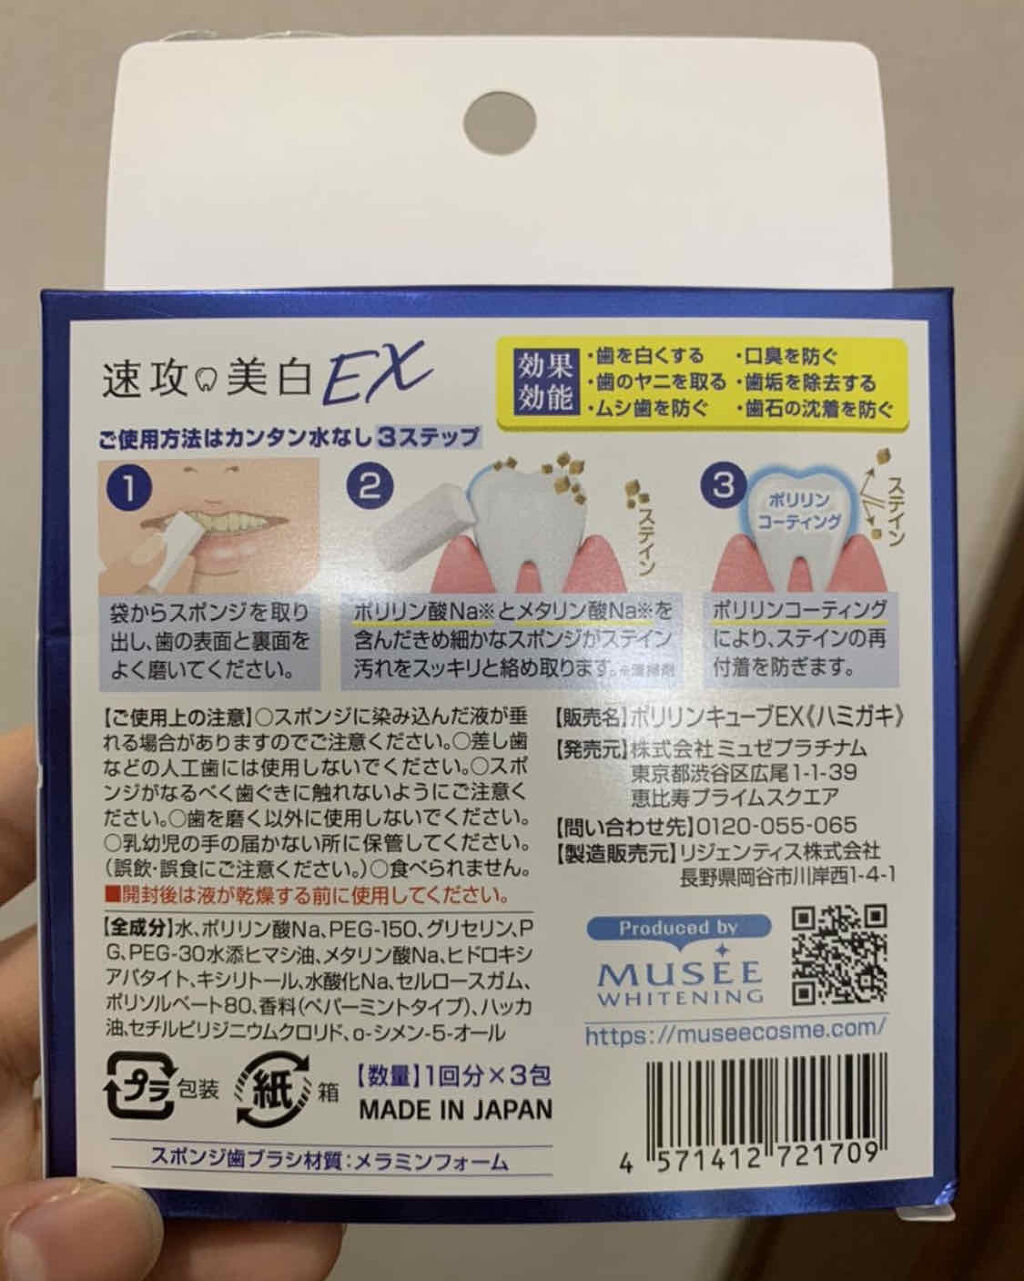 速攻美白EX
効果
効能
・歯を白くする ・口臭を防ぐ
・歯のヤニを取る ・歯垢を除去する
・ムシ歯を防ぐ ・歯石の沈着を防ぐ
ご使用方法はカンタン水なし3ステップ
1
袋からスポンジを取り
出し、歯の表面と裏面を
よく磨いてください。
2
ステイン
ポリリン酸Na※とメタリン酸Na※を
含んだきめ細かなスポンジがステイン
汚れをスッキリと絡め取ります。※清掃剤
3
ポリリン
コーティング
ステイン
ポリリンコーティング
により、ステインの再
付着を防ぎます。
【ご使用上の注意】○スポンジに染み込んだ液が垂
れる場合がありますのでご注意ください。○差し歯
などの人工歯には使用しないでください。○スポ
ンジがなるべく歯ぐきに触れないようにご注意く
ださい。○歯を磨く以外に使用しないでください。
○乳幼児の手の届かない所に保管してください。
(誤飲・誤食にご注意ください。)○食べられません。
■開封後は液が乾燥する前に使用してください。
【全成分】水、ポリリン酸Na、PEG-150、グリセリン、P
G、PEG-30水添ヒマシ油、メタリン酸Na、ヒドロキシ
アパタイト、キシリトール、水酸化Na、セルロースガム、
ポリソルベート80、香料(ペパーミントタイプ)、ハッカ
油、セチルピリジニウムクロリド、o-シメン-5-オール
プラ 包装 紙 箱
【数量】1回分×3包
MADE IN JAPAN
スポンジ歯ブラシ材質：メラミンフォーム
【販売名】ポリリンキューブEX《ハミガキ》
【発売元】株式会社ミュゼプラチナム
東京都渋谷区広尾1-1-39
恵比寿プライムスクエア
【問い合わせ先】0120-055-065
【製造販売元】リジェンティス株式会社
長野県岡谷市川岸西1-4-1
Produced by
MUSEE
WHITENING
https://museecosme.com/
4 571412 721709